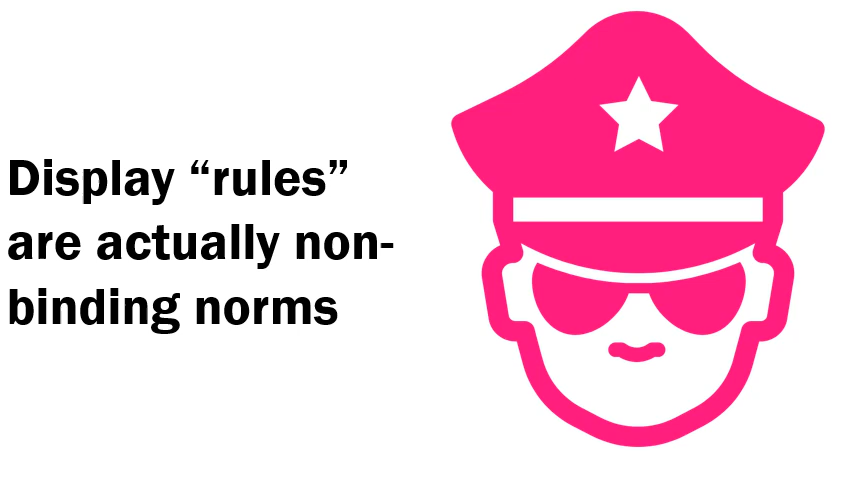 Display “rules”
are actually non-
binding norms